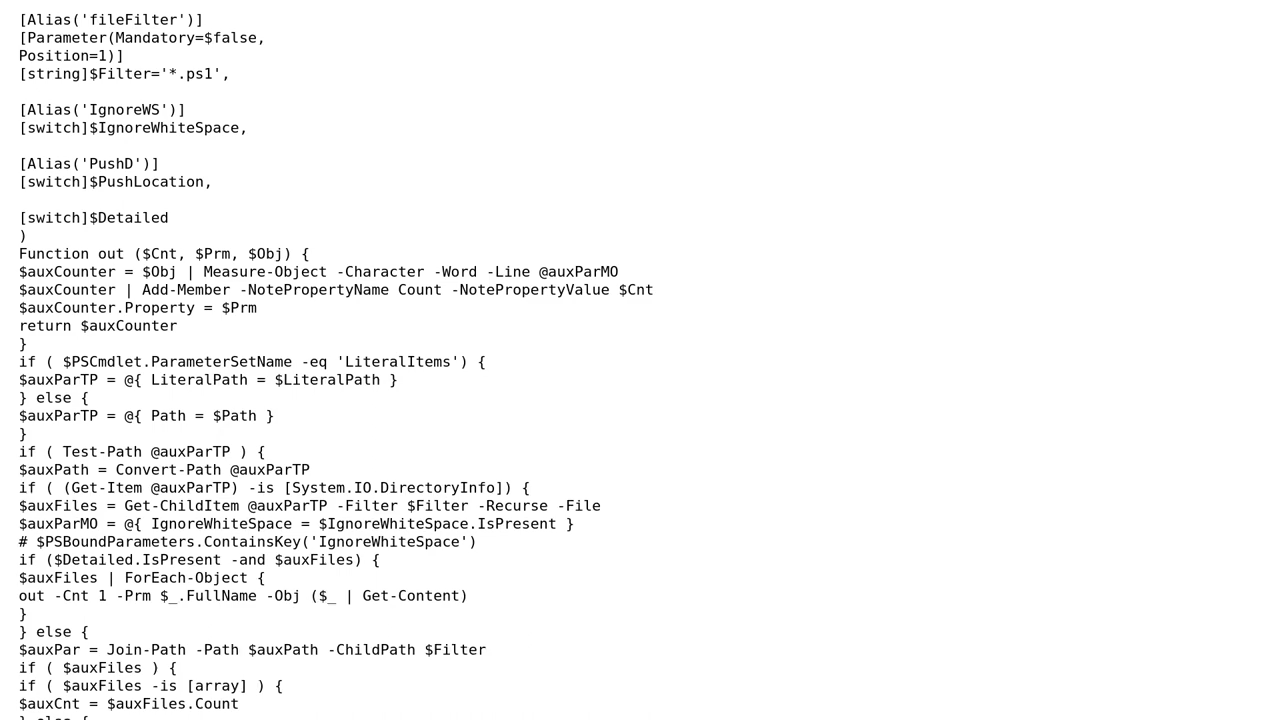 [Alias('fileFilter')]
[Parameter(Mandatory=$false,
Position=1)]
[string]$Filter='*.ps1',
[Alias('IgnoreWS')]
[switch]$IgnoreWhiteSpace,
[Alias('PushD')]
[switch]$PushLocation,
[switch]$Detailed
)
Function out ($Cnt, $Prm, $Obj) {
$auxCounter = $Obj | Measure-Object -Character -Word -Line @auxParMO
$auxCounter | Add-Member -NotePropertyName Count -NotePropertyValue $Cnt
$auxCounter.Property = $Prm
return $auxCounter
}
if ( $PSCmdlet.ParameterSetName -eq 'LiteralItems') {
$auxParTP = @{ LiteralPath = $LiteralPath }
} else {
$auxParTP = @{ Path = $Path }
}
if ( Test-Path @auxParTP ) {
$auxPath = Convert-Path @auxParTP
if ( (Get-Item @auxParTP) -is [System.IO.DirectoryInfo]) {
$auxFiles = Get-ChildItem @auxParTP -Filter $Filter -Recurse -File
$auxParMO = @{ IgnoreWhiteSpace = $IgnoreWhiteSpace.IsPresent }
# $PSBoundParameters.ContainsKey('IgnoreWhiteSpace')
if ($Detailed.IsPresent -and $auxFiles) {
$auxFiles | ForEach-Object {
out -Cnt 1 -Prm $_.FullName -Obj ($_ | Get-Content)
}
} else {
$auxPar = Join-Path -Path $auxPath -ChildPath $Filter
if ( $auxFiles ) {
if ( $auxFiles -is [array] ) {
$auxCnt = $auxFiles.Count
} else {